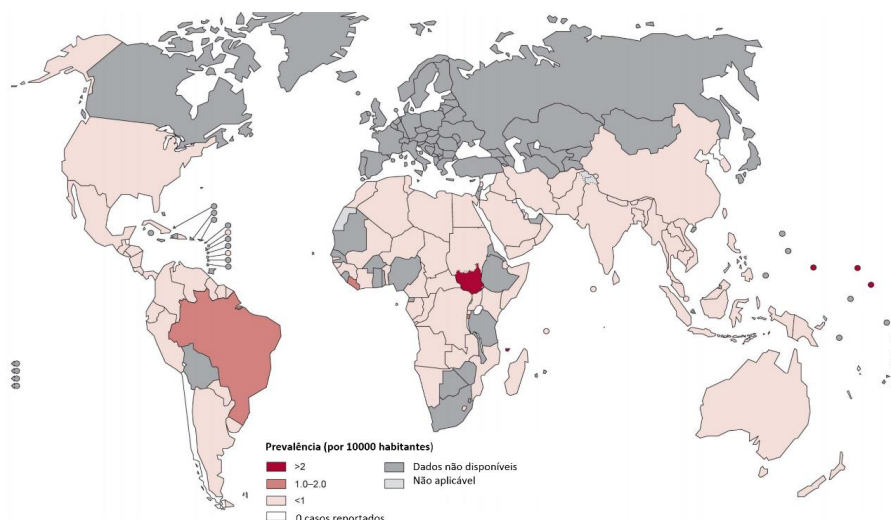 Prevalência (por 10000 habitantes)
>2
1.0–2.0
<1
0 casos reportados
Dados não disponíveis
Não aplicável